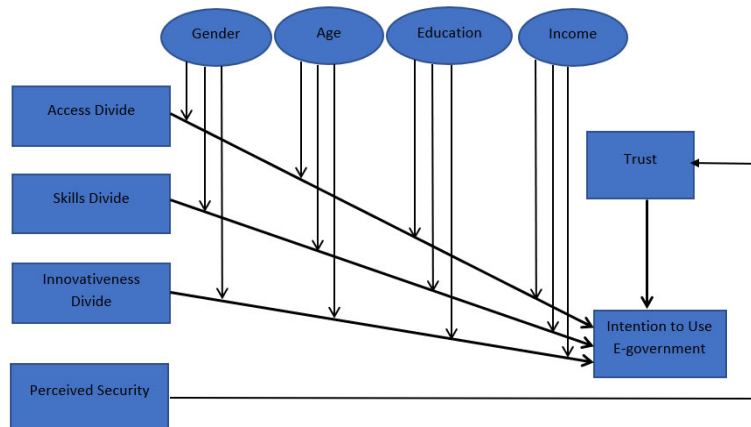 Gender
Age
Education
Income
Access Divide
Trust
Skills Divide
Innovativeness
Divide
Intention to Use
E-government
Perceived Security